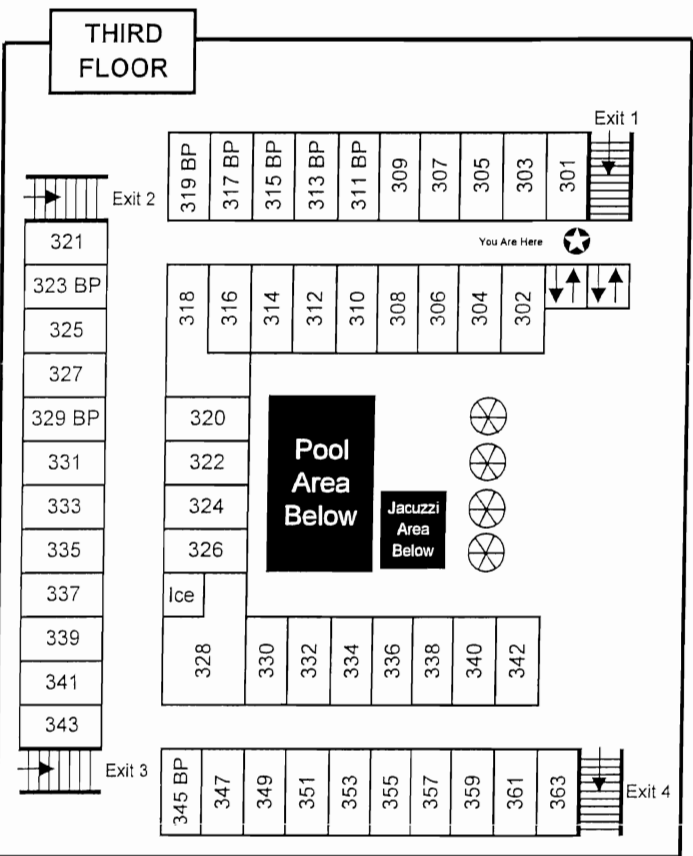 THIRD
FLOOR
Exit 1
319 BP
317 BP
315 BP
313 BP
311 BP
309
307
305
303
301
Exit 2
321
323 BP
325
327
329 BP
331
333
335
337
339
341
343
You Are Here
318
316
314
312
310
308
306
304
302
320
322
324
326
Ice
328
Pool
Area
Below
Jacuzzi
Area
Below
330
332
334
336
338
340
342
Exit 3
345 BP
347
349
351
353
355
357
359
361
363
Exit 4